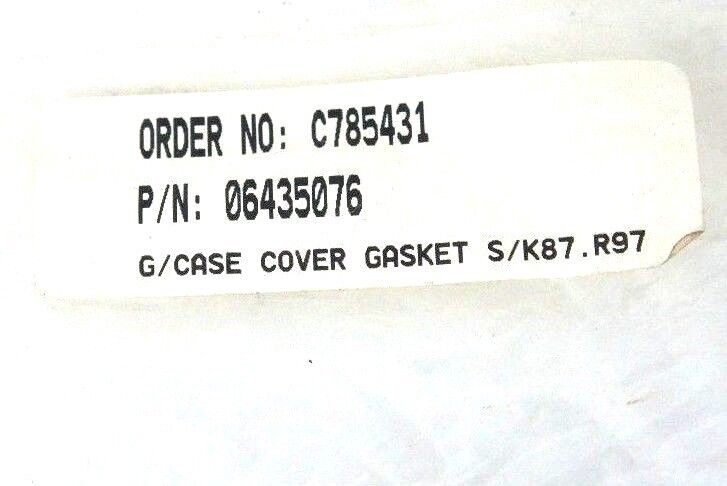 ORDER NO: C785431
P/N: 06435076
G/CASE COVER GASKET S/K87.R97